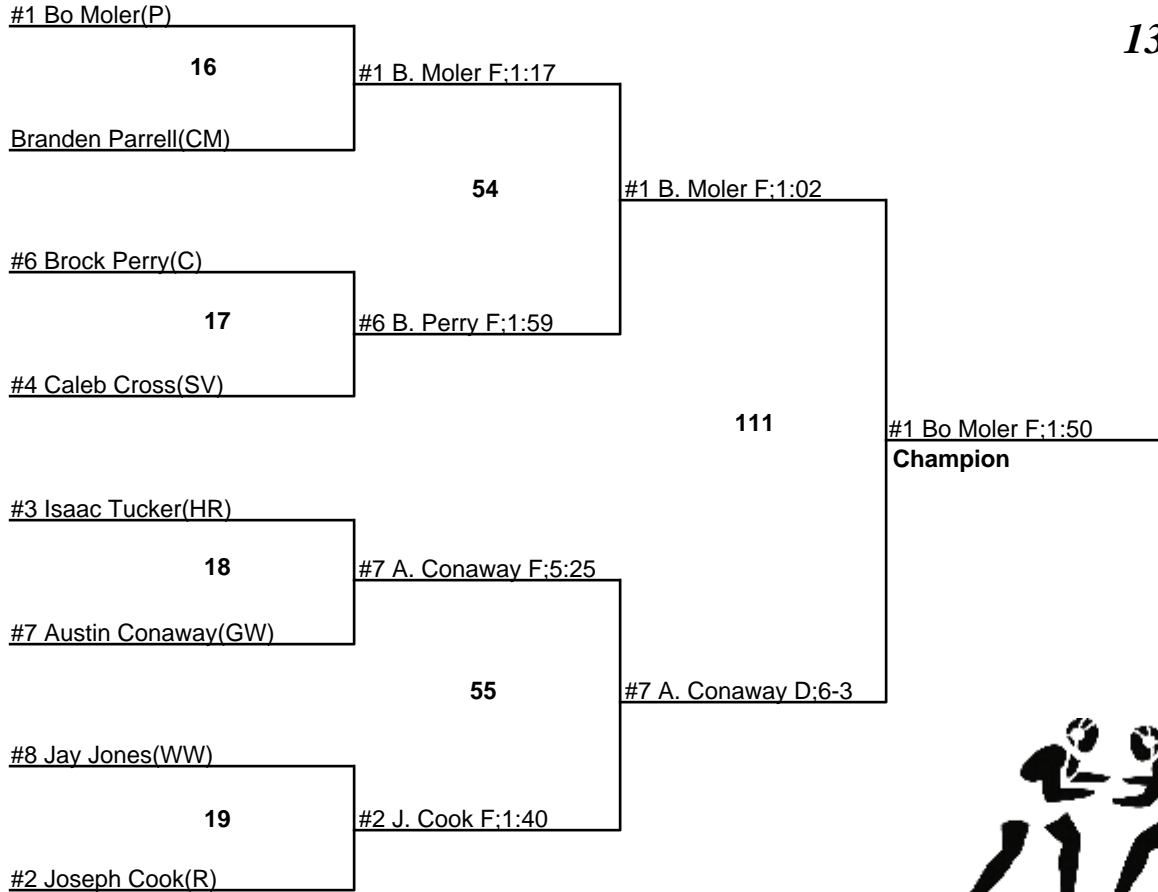 #1 Bo Moler(P)
13
16
#1 B. Moler F;1:17
Branden Parrell(CM)
54
#1 B. Moler F;1:02
#6 Brock Perry(C)
17
#6 B. Perry F;1:59
#4 Caleb Cross(SV)
111
#1 Bo Moler F;1:50
Champion
#3 Isaac Tucker(HR)
18
#7 A. Conaway F;5:25
#7 Austin Conaway(GW)
55
#7 A. Conaway D;6-3
#8 Jay Jones(WW)
19
#2 J. Cook F;1:40
#2 Joseph Cook(R)